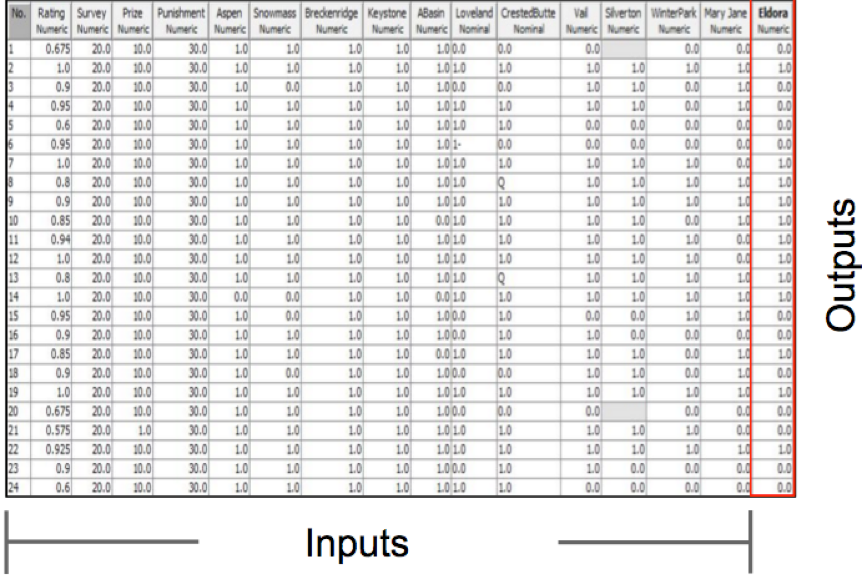 No. Rating Survey Prize Punishment Aspen Snowmass Breckenridge Keystone ABasin Loveland CrestedButte Vail Silverton WinterPark Mary Jane Eldora
Numeric Numeric Numeric Numeric Numeric Numeric Numeric Numeric Numeric Nominal Nominal Numeric Numeric Numeric Numeric Numeric
1 0.675 20.0 10.0 30.0 1.0 1.0 1.0 1.0 1.0 0.0 0.0 0.0 0.0 0.0 0.0
2 1.0 20.0 10.0 30.0 1.0 1.0 1.0 1.0 1.0 1.0 1.0 1.0 1.0 1.0 1.0 1.0
3 0.9 20.0 10.0 30.0 1.0 0.0 1.0 1.0 1.0 0.0 0.0 1.0 1.0 0.0 1.0 0.0
4 0.95 20.0 10.0 30.0 1.0 1.0 1.0 1.0 1.0 1.0 1.0 1.0 1.0 1.0 1.0 0.0
5 0.6 20.0 10.0 30.0 1.0 1.0 1.0 1.0 1.0 1.0 1.0 0.0 0.0 0.0 0.0 0.0
6 0.95 20.0 10.0 30.0 1.0 1.0 1.0 1.0 1.0 1- 0.0 0.0 0.0 0.0 0.0 0.0
7 1.0 20.0 10.0 30.0 1.0 1.0 1.0 1.0 1.0 1.0 1.0 1.0 1.0 1.0 0.0 1.0
8 0.8 20.0 10.0 30.0 1.0 1.0 1.0 1.0 1.0 1.0 Q 1.0 1.0 1.0 1.0 1.0
9 0.9 20.0 10.0 30.0 1.0 1.0 1.0 1.0 1.0 1.0 1.0 1.0 1.0 1.0 1.0 1.0
10 0.85 20.0 10.0 30.0 1.0 1.0 1.0 1.0 0.0 1.0 1.0 1.0 1.0 0.0 1.0 1.0
11 0.94 20.0 10.0 30.0 1.0 1.0 1.0 1.0 1.0 1.0 1.0 1.0 1.0 1.0 0.0 1.0
12 1.0 20.0 10.0 30.0 1.0 1.0 1.0 1.0 1.0 1.0 1.0 1.0 1.0 1.0 0.0 1.0
13 0.8 20.0 10.0 30.0 1.0 1.0 1.0 1.0 1.0 1.0 Q 1.0 1.0 1.0 1.0 1.0
14 1.0 20.0 10.0 30.0 0.0 0.0 1.0 1.0 0.0 1.0 1.0 1.0 1.0 1.0 1.0 1.0
15 0.95 20.0 10.0 30.0 1.0 0.0 1.0 1.0 1.0 0.0 1.0 0.0 0.0 1.0 1.0 0.0
16 0.9 20.0 10.0 30.0 1.0 1.0 1.0 1.0 1.0 1.0 1.0 1.0 0.0 1.0 0.0 0.0
17 0.85 20.0 10.0 30.0 1.0 1.0 1.0 1.0 0.0 1.0 1.0 1.0 1.0 0.0 1.0 1.0
18 0.9 20.0 10.0 30.0 1.0 0.0 1.0 1.0 1.0 0.0 0.0 1.0 1.0 0.0 0.0 0.0
19 1.0 20.0 10.0 30.0 1.0 1.0 1.0 1.0 1.0 1.0 1.0 1.0 1.0 1.0 1.0 1.0
20 0.675 20.0 10.0 30.0 1.0 1.0 1.0 1.0 1.0 0.0 0.0 0.0 0.0 0.0 0.0
21 0.575 20.0 1.0 30.0 1.0 1.0 1.0 1.0 1.0 1.0 1.0 1.0 1.0 1.0 0.0 0.0
22 0.925 20.0 10.0 30.0 1.0 1.0 1.0 1.0 1.0 1.0 1.0 1.0 1.0 1.0 1.0 1.0
23 0.9 20.0 10.0 30.0 1.0 1.0 1.0 1.0 1.0 0.0 1.0 1.0 0.0 0.0 0.0 0.0
24 0.6 20.0 10.0 30.0 1.0 1.0 1.0 1.0 1.0 1.0 1.0 0.0 0.0 0.0 0.0 0.0
Outputs
Inputs